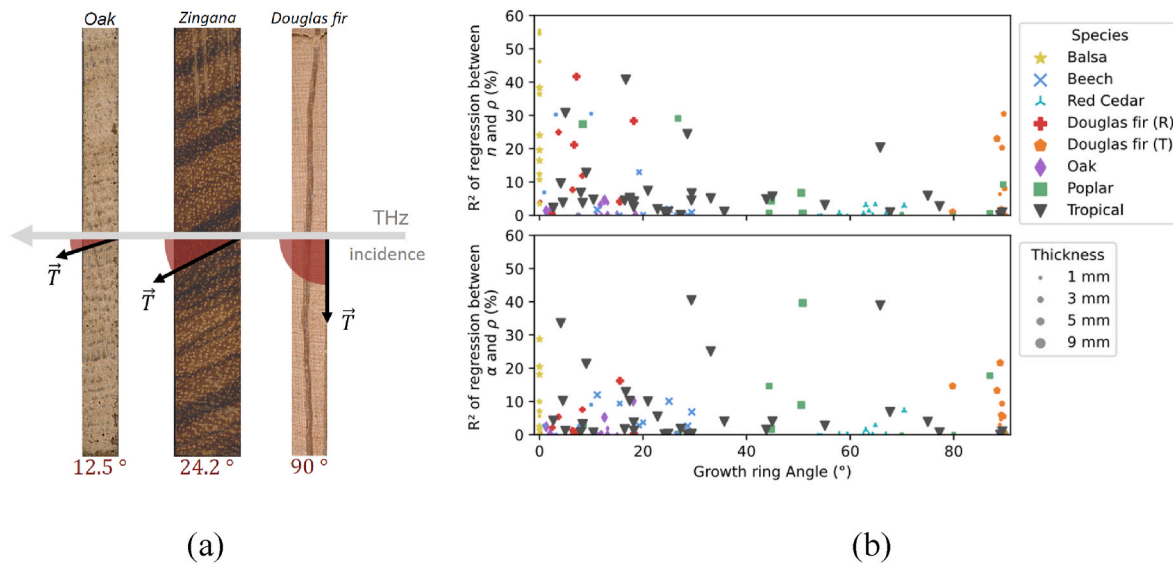 Oak
Zingana
Douglas fir
THz
incidence
T⃗
T⃗
T⃗
12.5 °
24.2 °
90 °
(a)
R² of regression between
n and ρ (%)
60
50
40
30
20
10
0
R² of regression between
α and ρ (%)
60
50
40
30
20
10
0
0
20
40
60
80
Growth ring Angle (°)
Species
Balsa
Beech
Red Cedar
Douglas fir (R)
Douglas fir (T)
Oak
Poplar
Tropical
Thickness
1 mm
3 mm
5 mm
9 mm
(b)